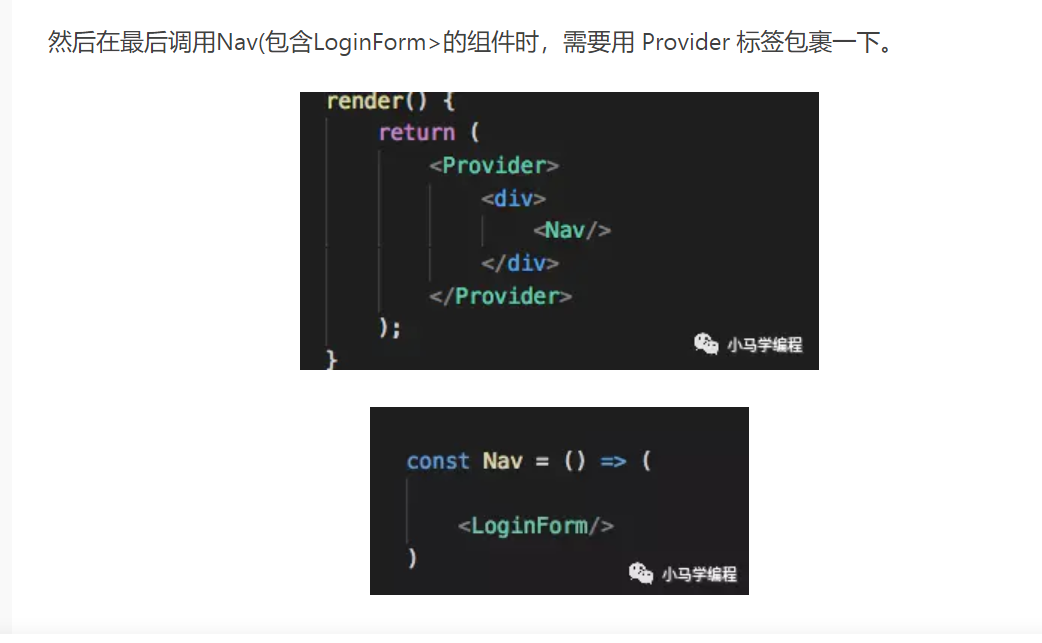 然后在最后调用Nav(包含LoginForm>的组件时，需要用 Provider 标签包裹一下。
render() {
return (
<Provider>
<div>
<Nav/>
</div>
</Provider>
);
}
小马学编程
const Nav = () => (
<LoginForm/>
)
小马学编程